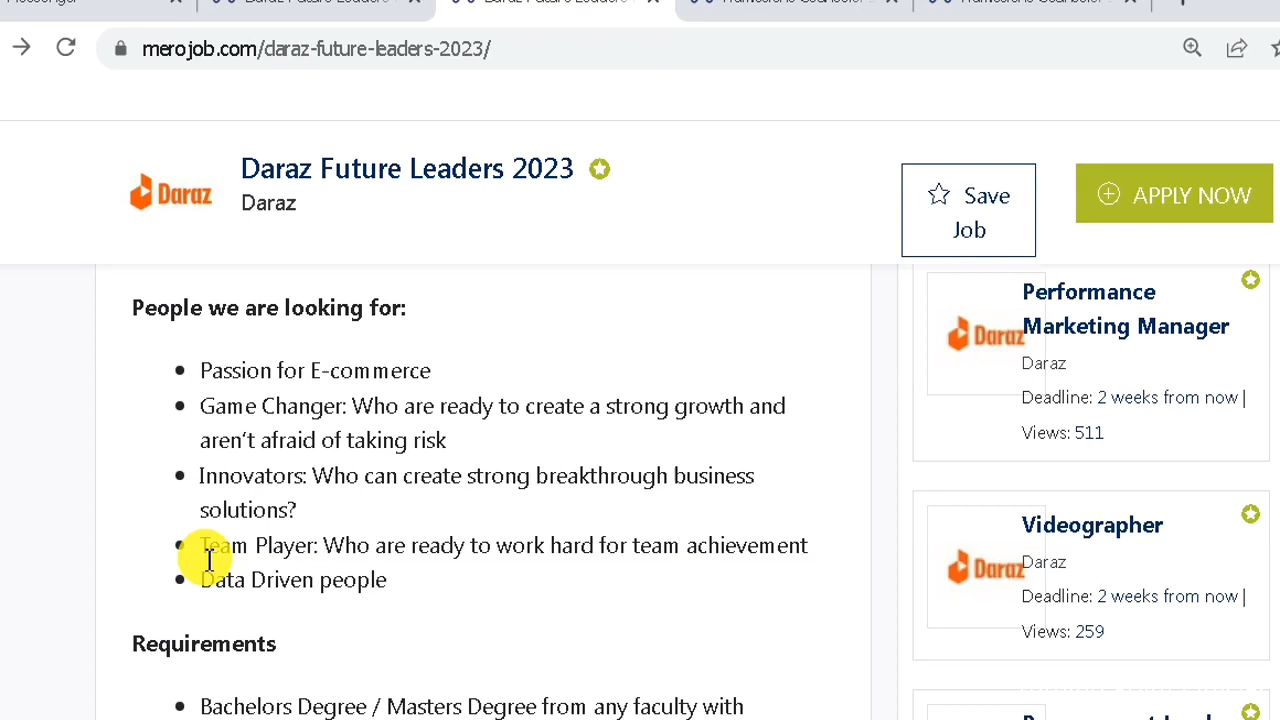 merojob.com/daraz-future-leaders-2023/
Daraz
Daraz Future Leaders 2023
Daraz
Save
Job
APPLY NOW
People we are looking for:
Passion for E-commerce
Game Changer: Who are ready to create a strong growth and
aren't afraid of taking risk
Innovators: Who can create strong breakthrough business
solutions?
Team Player: Who are ready to work hard for team achievement
Data Driven people
Requirements
Bachelors Degree / Masters Degree from any faculty with
Daraz
Performance
Marketing Manager
Daraz
Deadline: 2 weeks from now |
Views: 511
Daraz
Videographer
Daraz
Deadline: 2 weeks from now |
Views: 259